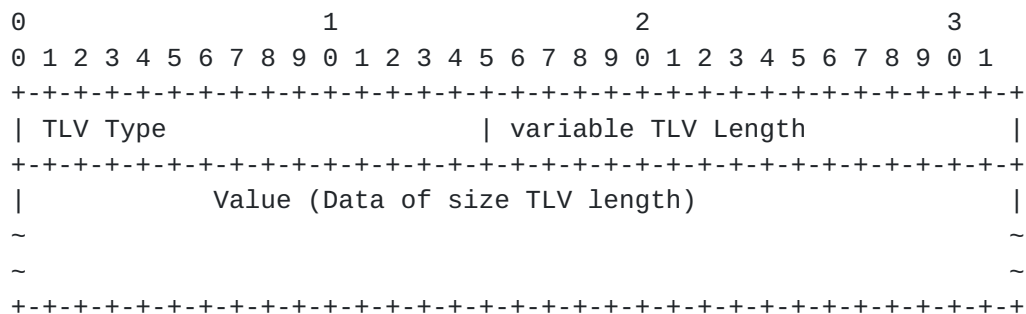 0                   1                   2                   3
0 1 2 3 4 5 6 7 8 9 0 1 2 3 4 5 6 7 8 9 0 1 2 3 4 5 6 7 8 9 0 1
+-+-+-+-+-+-+-+-+-+-+-+-+-+-+-+-+-+-+-+-+-+-+-+-+-+-+-+-+-+-+-+-+
| TLV Type                    | variable TLV Length             |
+-+-+-+-+-+-+-+-+-+-+-+-+-+-+-+-+-+-+-+-+-+-+-+-+-+-+-+-+-+-+-+-+
|            Value (Data of size TLV length)                    |
~                                                               ~
~                                                               ~
+-+-+-+-+-+-+-+-+-+-+-+-+-+-+-+-+-+-+-+-+-+-+-+-+-+-+-+-+-+-+-+-+